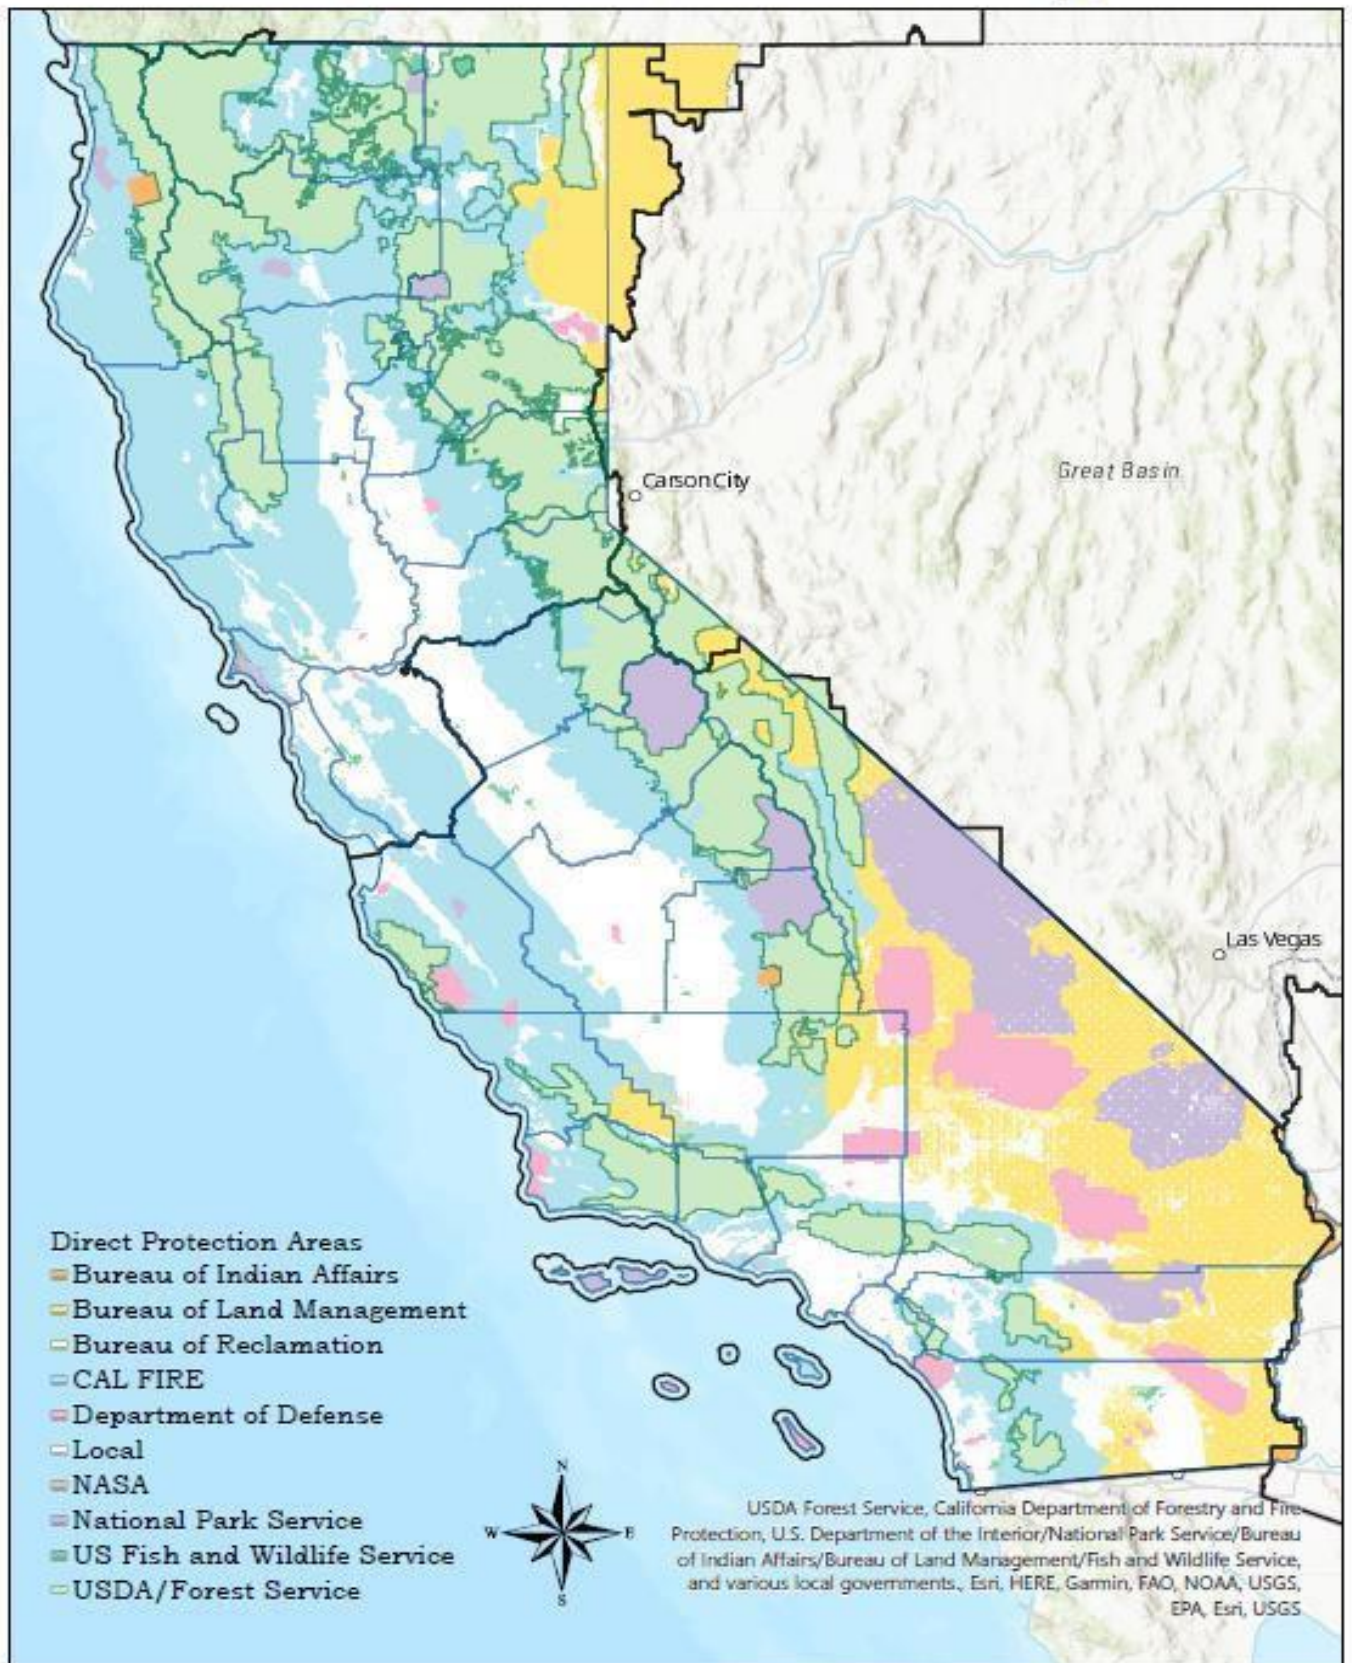 Carson City
Great Basin
Las Vegas
Direct Protection Areas
Bureau of Indian Affairs
Bureau of Land Management
Bureau of Reclamation
CAL FIRE
Department of Defense
Local
NASA
National Park Service
US Fish and Wildlife Service
USDA/Forest Service
N
W
E
S
USDA Forest Service, California Department of Forestry and Fire
Protection, U.S. Department of the Interior/National Park Service/Bureau
of Indian Affairs/Bureau of Land Management/Fish and Wildlife Service,
and various local governments., Esri, HERE, Garmin, FAO, NOAA, USGS,
EPA, Esri, USGS